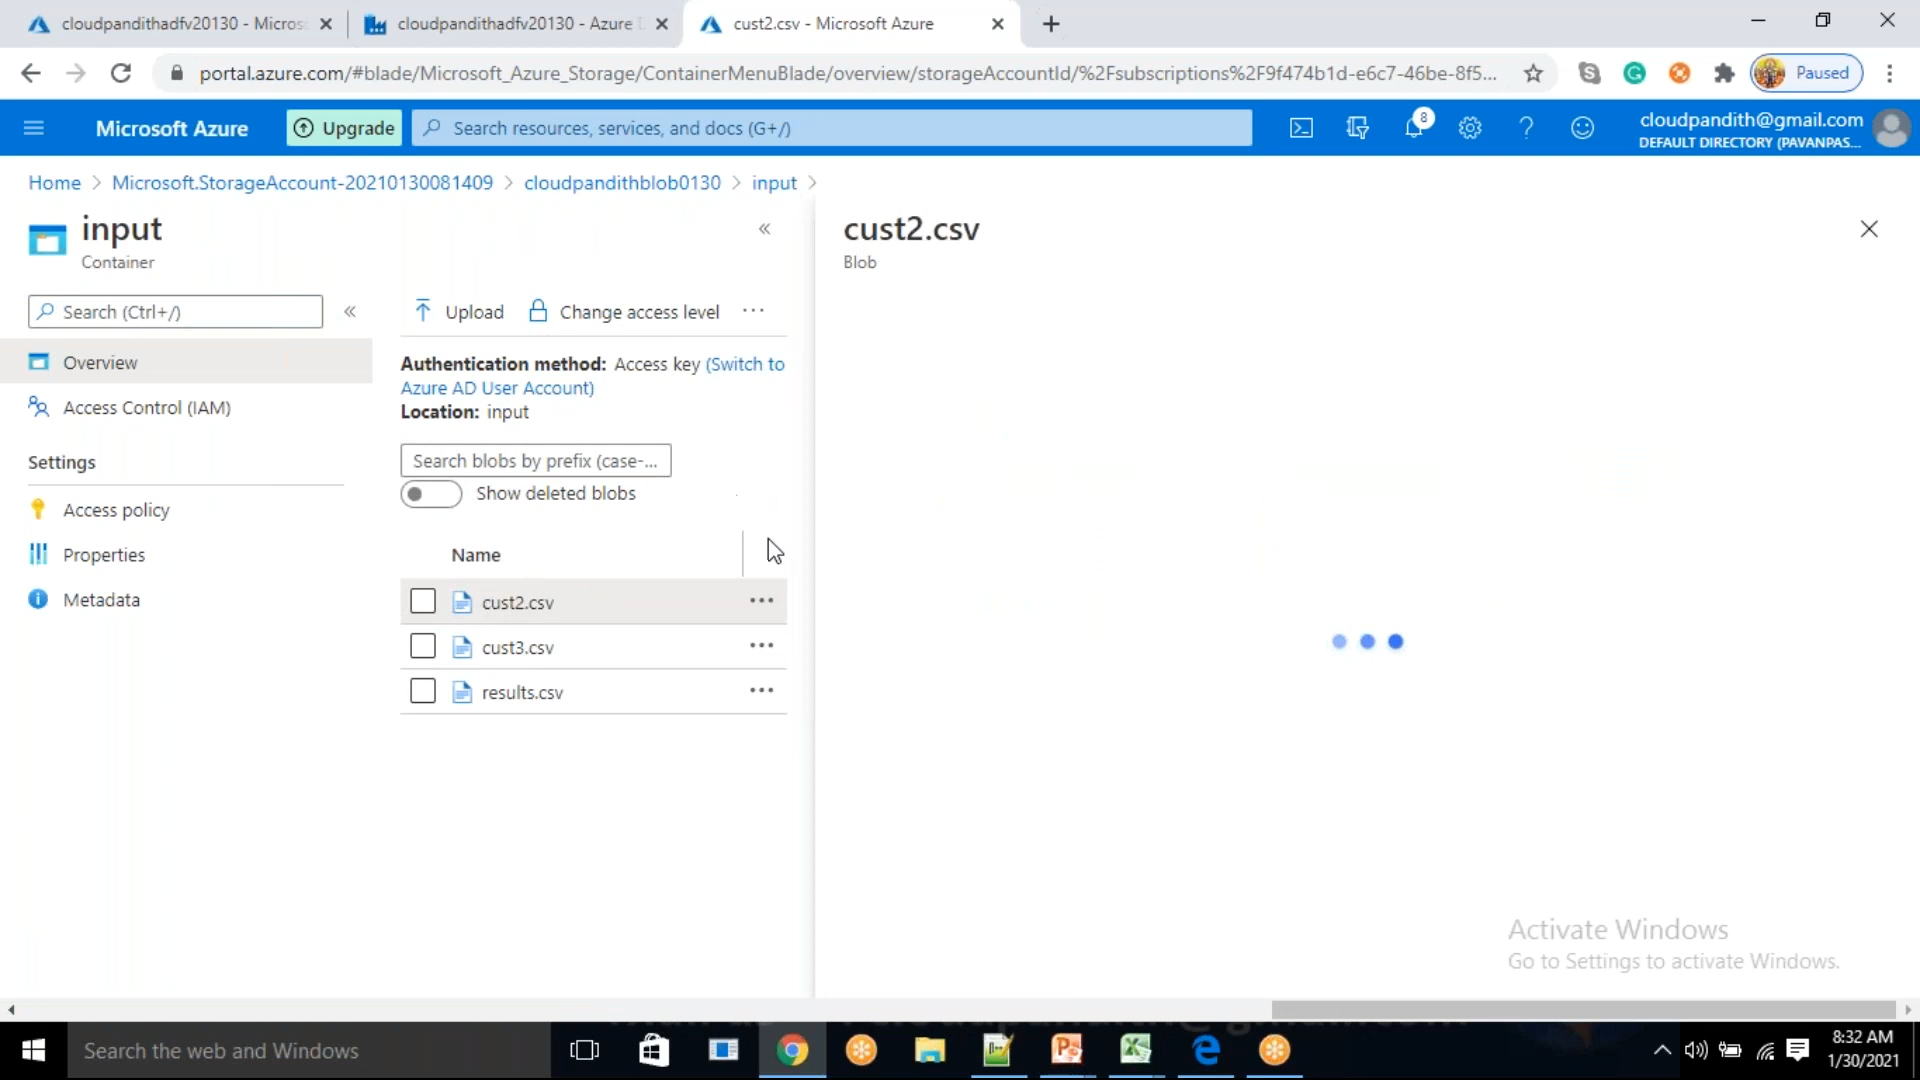 cloudpandithadfv20130 - Micros
cloudpandithadfv20130 - Azure
cust2.csv - Microsoft Azure
portal.azure.com/#blade/Microsoft_Azure_Storage/ContainerMenuBlade/overview/storageAccountId/%2Fsubscriptions%2F9f474b1d-e6c7-46be-8f5...
Paused
Microsoft Azure
Upgrade
Search resources, services, and docs (G+/)
8
cloudpandith@gmail.com
DEFAULT DIRECTORY (PAVANPAS...
Home > Microsoft.StorageAccount-20210130081409 > cloudpandithblob0130 > input >
input
Container
Search (Ctrl+/)
Overview
Access Control (IAM)
Settings
Access policy
Properties
Metadata
Upload
Change access level
Authentication method: Access key (Switch to
Azure AD User Account)
Location: input
Search blobs by prefix (case-...
Show deleted blobs
Name
cust2.csv
cust3.csv
results.csv
cust2.csv
Blob
Activate Windows
Go to Settings to activate Windows.
Search the web and Windows
8:32 AM
1/30/2021